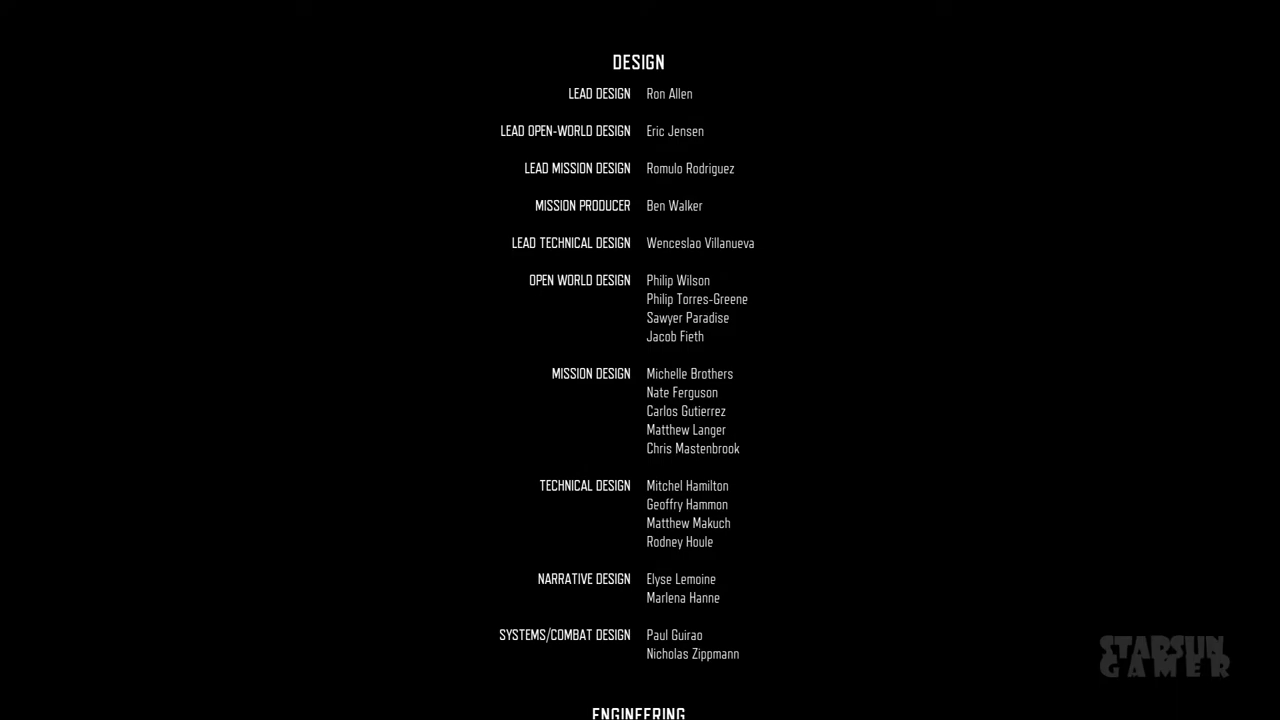 DESIGN
LEAD DESIGN Ron Allen
LEAD OPEN-WORLD DESIGN Eric Jensen
LEAD MISSION DESIGN Romulo Rodriguez
MISSION PRODUCER Ben Walker
LEAD TECHNICAL DESIGN Wenceslao Villanueva
OPEN WORLD DESIGN Philip Wilson
Philip Torres-Greene
Sawyer Paradise
Jacob Fieth
MISSION DESIGN Michelle Brothers
Nate Ferguson
Carlos Gutierrez
Matthew Langer
Chris Mastenbrook
TECHNICAL DESIGN Mitchel Hamilton
Geoffry Hammon
Matthew Makuch
Rodney Houle
NARRATIVE DESIGN Elyse Lemoine
Marlena Hanne
SYSTEMS/COMBAT DESIGN Paul Guirao
Nicholas Zippmann
STARSUN
GAMER
ENGINEERING